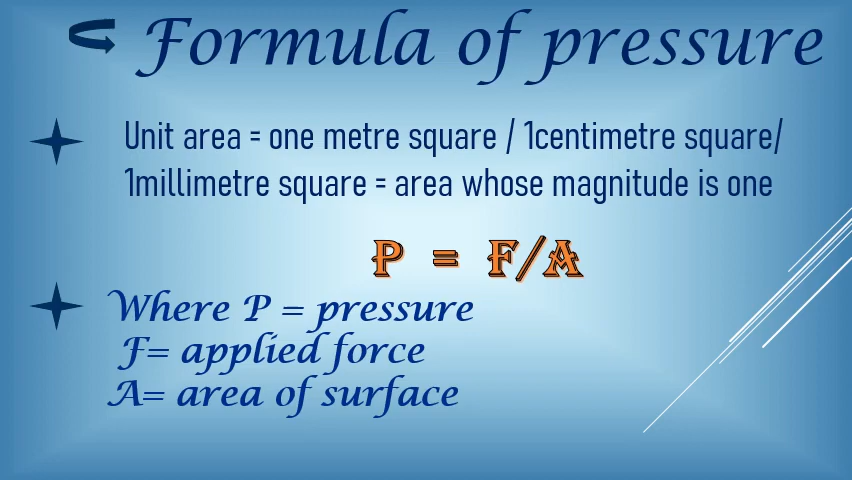 Formula of pressure
Unit area = one metre square / 1centimetre square/
1millimetre square = area whose magnitude is one
P = F/A
Where P = pressure
F= applied force
A= area of surface